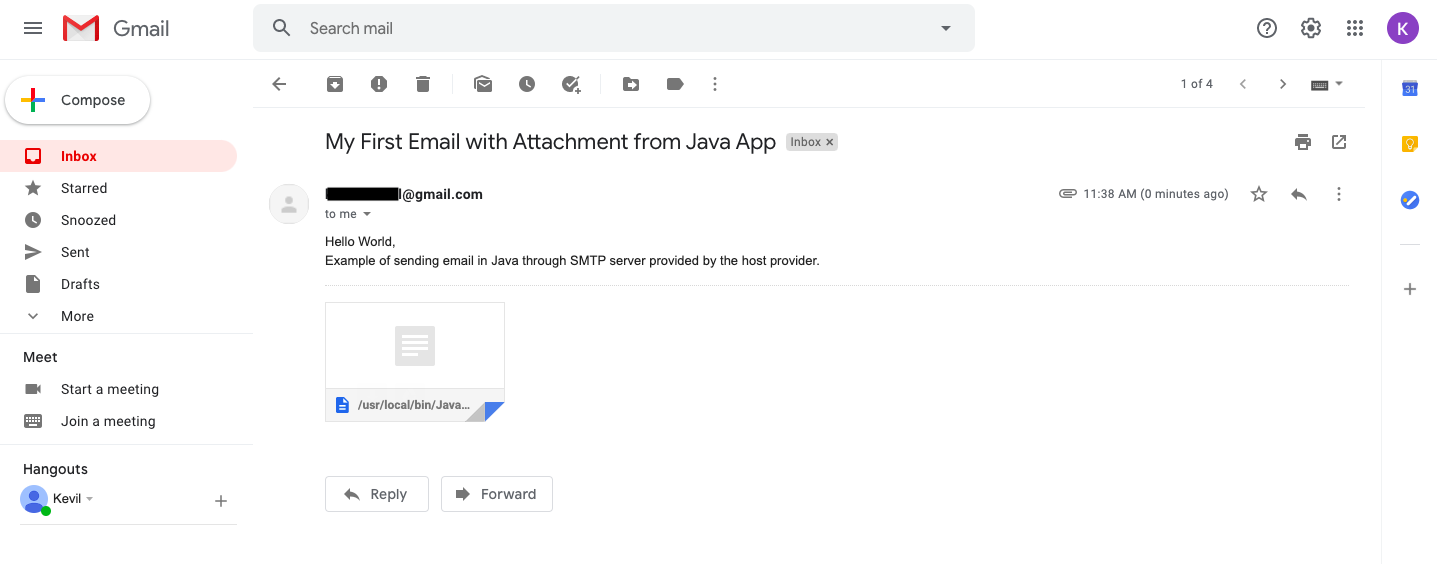 Gmail
Search mail
K
Compose
1 of 4
31
Inbox
Starred
Snoozed
Sent
Drafts
More
Meet
Start a meeting
Join a meeting
Hangouts
Kevil
My First Email with Attachment from Java App Inbox ×
l@gmail.com 11:38 AM (0 minutes ago)
to me
Hello World,
Example of sending email in Java through SMTP server provided by the host provider.
/usr/local/bin/Java...
Reply Forward